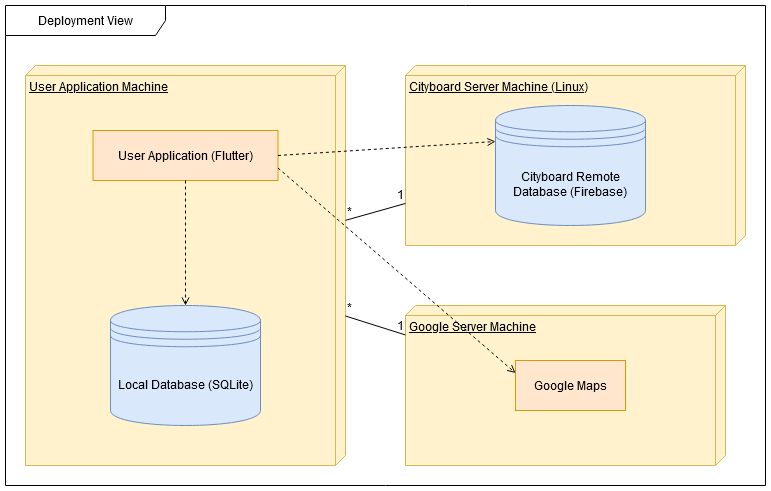 Deployment View
User Application Machine
User Application (Flutter)
Local Database (SQLite)
Cityboard Server Machine (Linux)
Cityboard Remote
Database (Firebase)
1
*
*
1
Google Server Machine
Google Maps